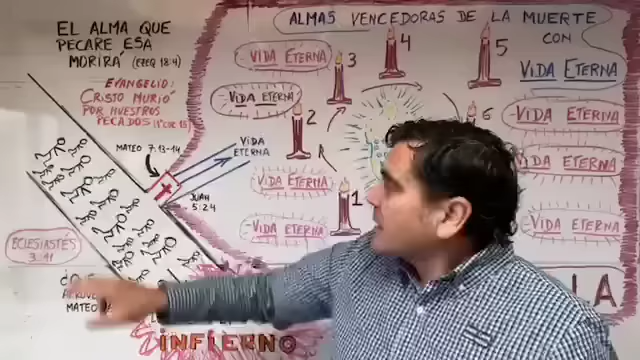 EL ALMA QUE
PECARE ESA
MORIRÁ (EZEQ 18:4)
EVANGELIO:
CRISTO MURIÓ
POR NUESTROS
PECADOS
MATEO 7:13-14
VIDA
ETERNA
JUAN
5:24
ECLESIASTÉS
3:11
MATEO
INFIERNO
ALMAS VENCEDORAS DE LA MUERTE
CON
VIDA ETERNA
VIDA ETERNA
VIDA ETERNA
VIDA ETERNA
VIDA ETERNA
VIDA ETERNA
VIDA ETERNA
VIDA ETERNA
1
2
3
4
5
6
LA